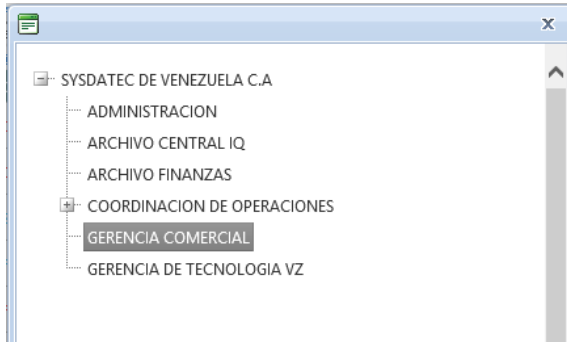 SYSDATEC DE VENEZUELA C.A
ADMINISTRACION
ARCHIVO CENTRAL IQ
ARCHIVO FINANZAS
COORDINACION DE OPERACIONES
GERENCIA COMERCIAL
GERENCIA DE TECNOLOGIA VZ